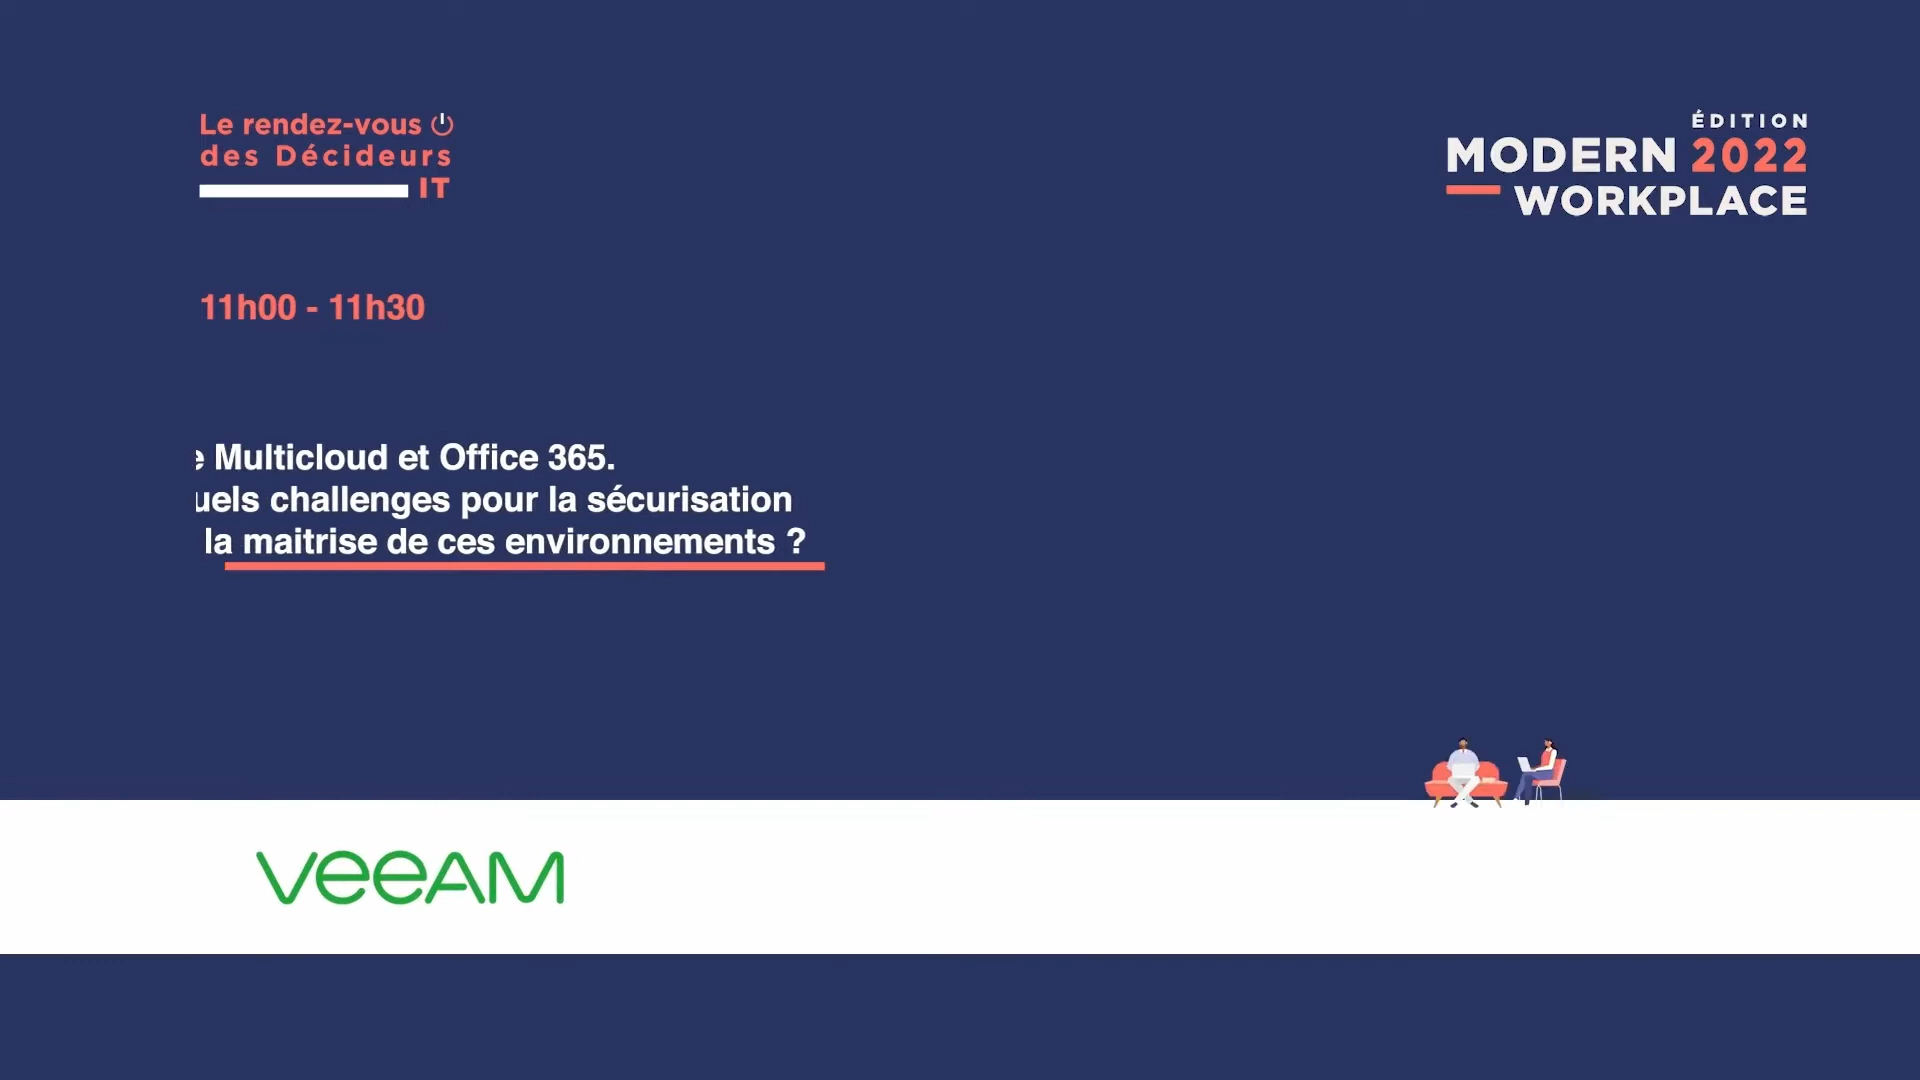 Le rendez-vous
des Décideurs
IT
ÉDITION
MODERN 2022
WORKPLACE
11h00 - 11h30
e Multicloud et Office 365.
uels challenges pour la sécurisation
la maitrise de ces environnements ?
veeAM